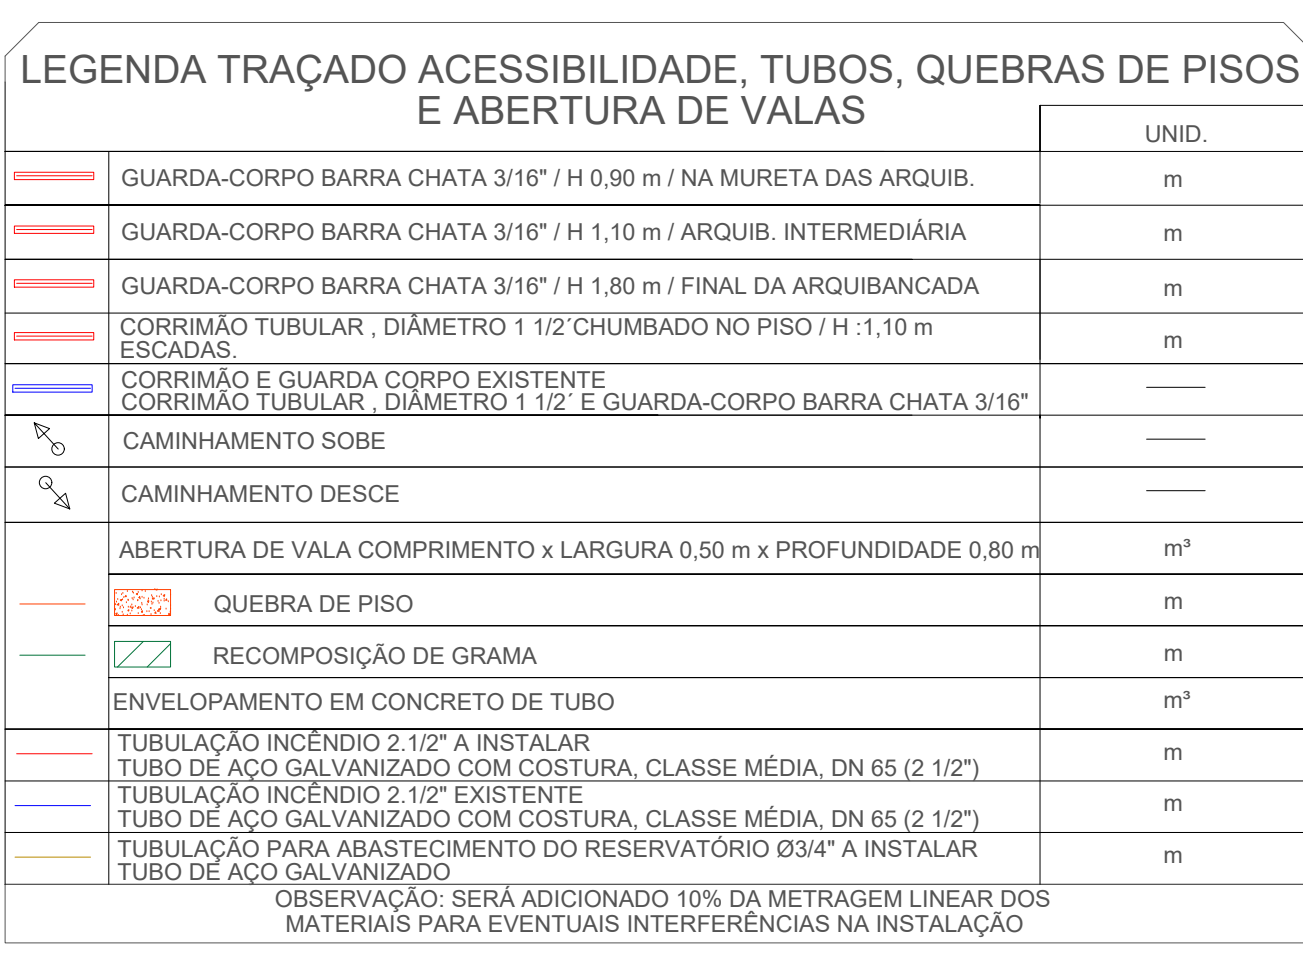 LEGENDA TRAÇADO ACESSIBILIDADE, TUBOS, QUEBRAS DE PISOS
E ABERTURA DE VALAS
UNID.
GUARDA-CORPO BARRA CHATA 3/16" / H 0,90 m / NA MURETA DAS ARQUIB.
m
GUARDA-CORPO BARRA CHATA 3/16" / H 1,10 m / ARQUIB. INTERMEDIÁRIA
m
GUARDA-CORPO BARRA CHATA 3/16" / H 1,80 m / FINAL DA ARQUIBANCADA
m
CORRIMÃO TUBULAR , DIÂMETRO 1 1/2´CHUMBADO NO PISO / H :1,10 m
ESCADAS.
m
CORRIMÃO E GUARDA CORPO EXISTENTE
CORRIMÃO TUBULAR , DIÂMETRO 1 1/2´ E GUARDA-CORPO BARRA CHATA 3/16"
CAMINHAMENTO SOBE
CAMINHAMENTO DESCE
ABERTURA DE VALA COMPRIMENTO x LARGURA 0,50 m x PROFUNDIDADE 0,80 m
m³
QUEBRA DE PISO
m
RECOMPOSIÇÃO DE GRAMA
m
ENVELOPAMENTO EM CONCRETO DE TUBO
m³
TUBULAÇÃO INCÊNDIO 2.1/2" A INSTALAR
TUBO DE AÇO GALVANIZADO COM COSTURA, CLASSE MÉDIA, DN 65 (2 1/2")
m
TUBULAÇÃO INCÊNDIO 2.1/2" EXISTENTE
TUBO DE AÇO GALVANIZADO COM COSTURA, CLASSE MÉDIA, DN 65 (2 1/2")
m
TUBULAÇÃO PARA ABASTECIMENTO DO RESERVATÓRIO Ø3/4" A INSTALAR
TUBO DE AÇO GALVANIZADO
m
OBSERVAÇÃO: SERÁ ADICIONADO 10% DA METRAGEM LINEAR DOS
MATERIAIS PARA EVENTUAIS INTERFERÊNCIAS NA INSTALAÇÃO